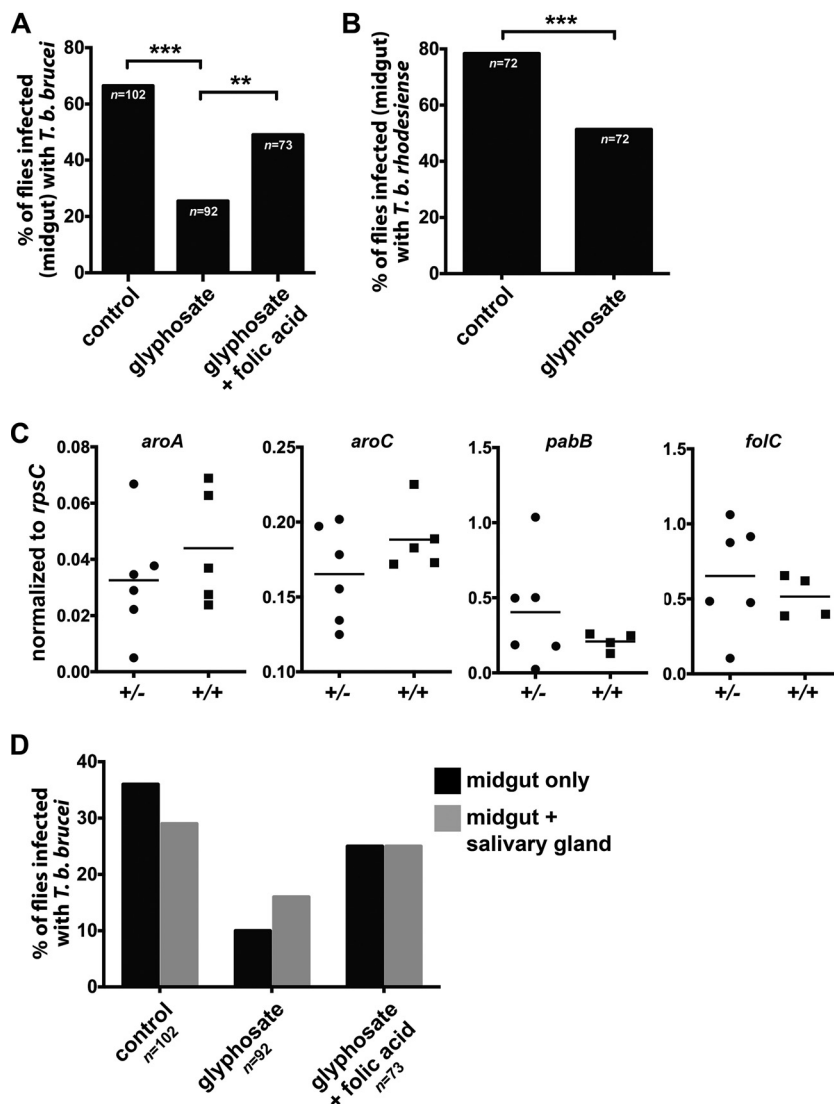 A
% of flies infected
(midgut) with T. b. brucei
80
60
40
20
0
***
**
n=102
n=92
n=73
control
glyphosate
glyphosate
+ folic acid
B
% of flies infected (midgut)
with T. b. rhodesiense
80
60
40
20
0
***
n=72
n=72
control
glyphosate
C
normalized to rpsC
aroA
0.08
0.06
0.04
0.02
0.00
+/-
+/+
aroC
0.25
0.20
0.15
0.10
+/-
+/+
pabB
1.5
1.0
0.5
0.0
+/-
+/+
folC
1.5
1.0
0.5
0.0
+/-
+/+
D
% of flies infected
with T. b. brucei
40
30
20
10
0
control
n=102
glyphosate
n=92
glyphosate
+ folic acid
n=73
midgut only
midgut +
salivary gland